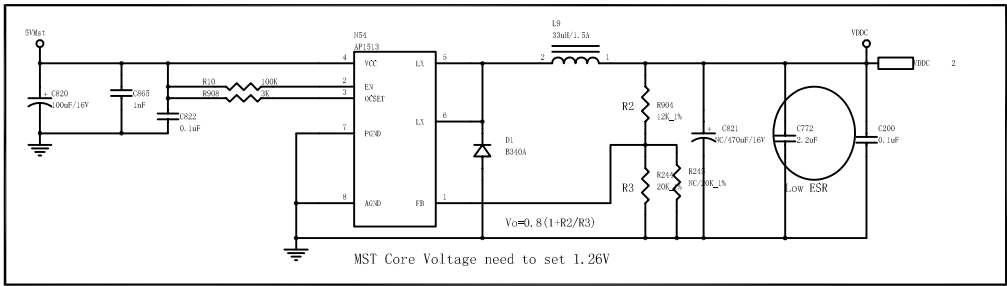 5VMst
N54
AP1513
L9
33uH/1.5A
VDDC
4 VCC LX 5
2 1
VDDC 2
R10 100K 2 EN
R908 3K 3 OCSET
C820
100uF/16V
C865
1nF
C822
0.1uF
R2
R904
12K_1%
LX 6
7 PGND
D1
B340A
C821
NC/470uF/16V
C772
2.2uF
C200
0.1uF
R3
R244
20K_1%
R245
NC/20K_1%
Low ESR
8 AGND FB 1
Vo=0.8(1+R2/R3)
MST Core Voltage need to set 1.26V